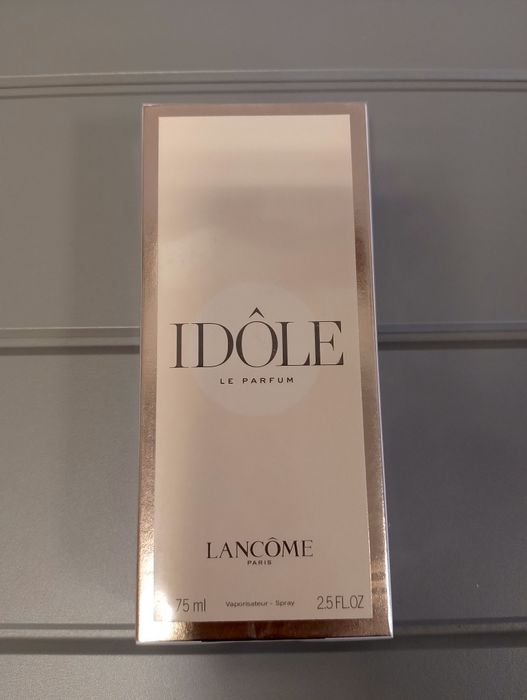 IDÔLE
LE PARFUM
LANCÔME
PARIS
75 ml Vaporisateur - Spray 2.5 FL.OZ